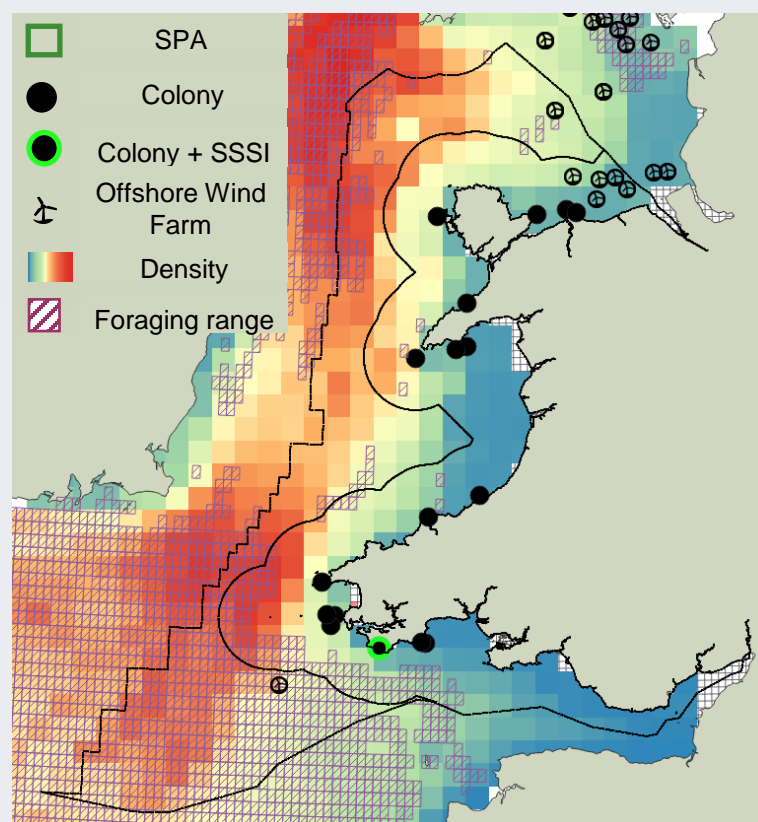 SPA
Colony
Colony + SSSI
Offshore Wind
Farm
Density
Foraging range